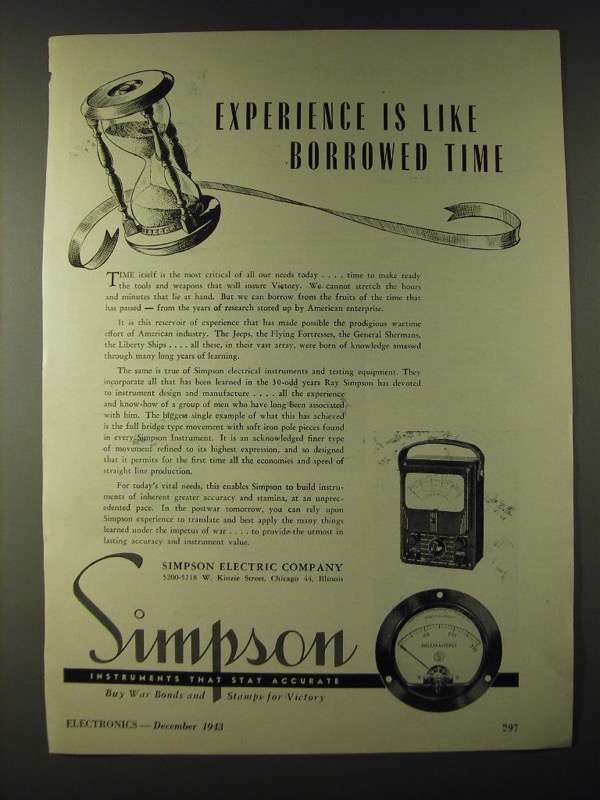 EXPERIENCE IS LIKE
BORROWED TIME
TIME itself is the most critical of all our needs today . . . . time to make ready
the tools and weapons that will insure Victory. We cannot stretch the hours
and minutes that lie at hand. But we can borrow from the fruits of the time that
has passed — from the years of research stored up by American enterprise.
It is this reservoir of experience that has made possible the prodigious wartime
effort of American industry. The Jeeps, the Flying Fortresses, the General Shermans,
the Liberty Ships . . . . all these, in their vast array, were born of knowledge amassed
through many long years of learning.
The same is true of Simpson electrical instruments and testing equipment. They
incorporate all that has been learned in the 30-odd years Ray Simpson has devoted
to instrument design and manufacture . . . . all the experience
and know-how of a group of men who have long been associated
with him. The biggest single example of what this has achieved
is the full bridge type movement with soft iron pole pieces found
in every Simpson Instrument. It is an acknowledged finer type
of movement refined to its highest expression, and so designed
that it permits for the first time all the economies and speed of
straight line production.
For today's vital needs, this enables Simpson to build instru-
ments of inherent greater accuracy and stamina, at an unprec-
edented pace. In the postwar tomorrow, you can rely upon
Simpson experience to translate and best apply the many things
learned under the impetus of war . . . . to provide the utmost in
lasting accuracy and instrument value.
SIMPSON ELECTRIC COMPANY
5200-5218 W. Kinzie Street, Chicago 44, Illinois
Simpson
INSTRUMENTS THAT STAY ACCURATE
Buy War Bonds and Stamps for Victory
MILLIAMPERES
ELECTRONICS — December 1943
297